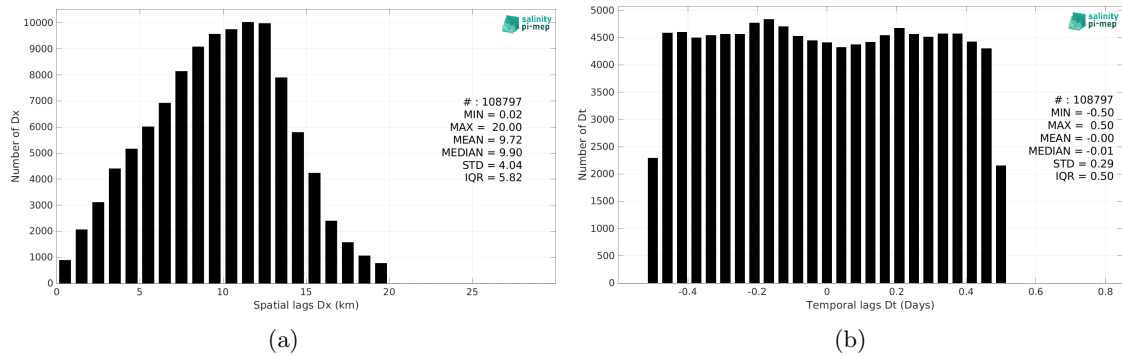 salinity
pi-mep
10000
9000
8000
7000
6000
5000
4000
3000
2000
1000
0
Number of Dx
# : 108797
MIN = 0.02
MAX = 20.00
MEAN = 9.72
MEDIAN = 9.90
STD = 4.04
IQR = 5.82
0 5 10 15 20 25
Spatial lags Dx (km)
(a)
salinity
pi-mep
5000
4500
4000
3500
3000
2500
2000
1500
1000
500
0
Number of Dt
# : 108797
MIN = -0.50
MAX = 0.50
MEAN = -0.00
MEDIAN = -0.01
STD = 0.29
IQR = 0.50
-0.4 -0.2 0 0.2 0.4 0.6 0.8
Temporal lags Dt (Days)
(b)